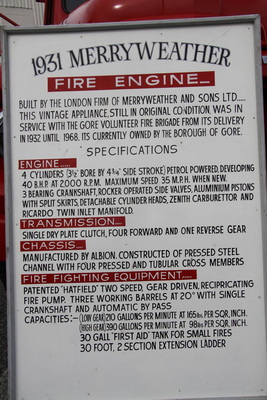 1931 MERRYWEATHER
FIRE ENGINE
BUILT BY THE LONDON FIRM OF MERRYWEATHER AND SONS LTD.....
THIS VINTAGE APPLIANCE, STILL IN ORIGINAL CONDITION, WAS IN
SERVICE WITH THE GORE VOLUNTEER FIRE BRIGADE FROM ITS DELIVERY
IN 1932 UNTIL 1968, ITS CURRENTLY OWNED BY THE BOROUGH OF GORE.
SPECIFICATIONS
ENGINE.....
4 CYLINDERS (3½" BORE BY 4¾" SIDE STROKE) PETROL POWERED, DEVELOPING
40 B.H.P. AT 2000 R.P.M. MAXIMUM SPEED 35 M.P.H. WHEN NEW.
3 BEARING CRANKSHAFT, ROCKER OPERATED SIDE VALVES, ALUMINIUM PISTONS
WITH SPLIT SKIRTS, DETACHABLE CYLINDER HEADS, ZENITH CARBURETTOR AND
RICARDO TWIN INLET MANIFOLD.
TRANSMISSION....
SINGLE DRY PLATE CLUTCH, FOUR FORWARD AND ONE REVERSE GEAR
CHASSIS....
MANUFACTURED BY ALBION. CONSTRUCTED OF PRESSED STEEL
CHANNEL WITH FOUR PRESSED AND TUBULAR CROSS MEMBERS
FIRE FIGHTING EQUIPMENT.....
PATENTED "HATFIELD" TWO SPEED, GEAR DRIVEN, RECIPRICATING
FIRE PUMP. THREE WORKING BARRELS AT 20° WITH SINGLE
CRANKSHAFT AND AUTOMATIC BY PASS
CAPACITIES:- (LOW GEAR) 210 GALLONS PER MINUTE AT 165 lbs. PER SQR. INCH.
(HIGH GEAR) 390 GALLONS PER MINUTE AT 98 lbs PER SQR. INCH.
30 GALL "FIRST AID" TANK FOR SMALL FIRES
30 FOOT, 2 SECTION EXTENSION LADDER